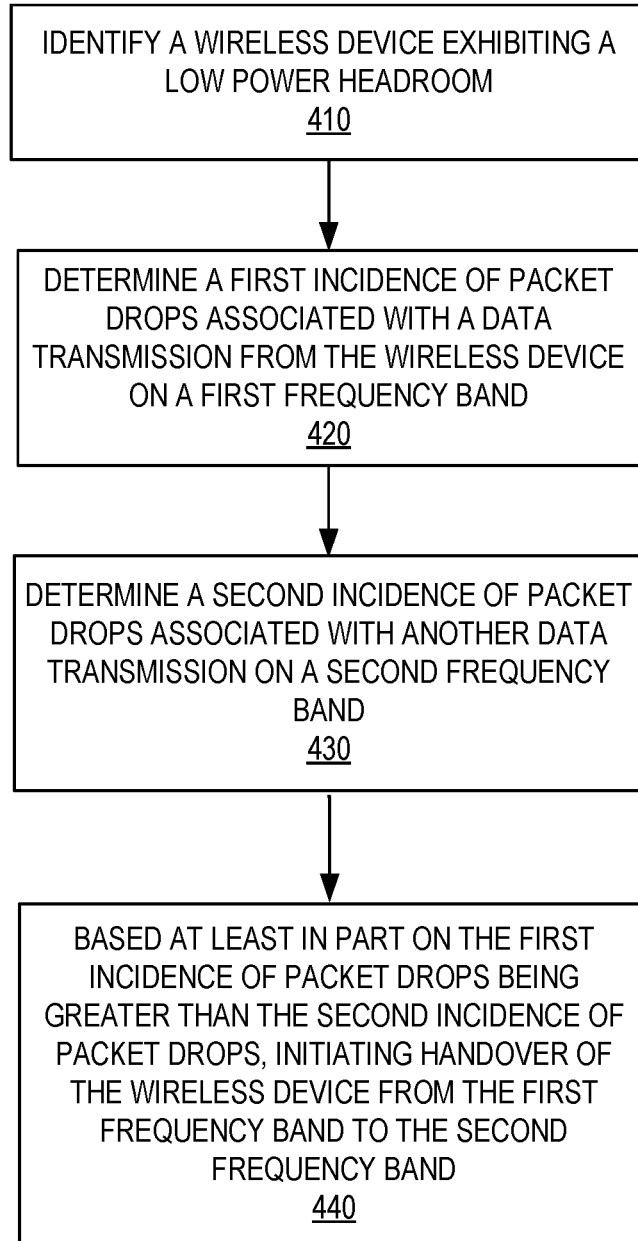 IDENTIFY A WIRELESS DEVICE EXHIBITING A
LOW POWER HEADROOM
410
DETERMINE A FIRST INCIDENCE OF PACKET
DROPS ASSOCIATED WITH A DATA
TRANSMISSION FROM THE WIRELESS DEVICE
ON A FIRST FREQUENCY BAND
420
DETERMINE A SECOND INCIDENCE OF PACKET
DROPS ASSOCIATED WITH ANOTHER DATA
TRANSMISSION ON A SECOND FREQUENCY
BAND
430
BASED AT LEAST IN PART ON THE FIRST
INCIDENCE OF PACKET DROPS BEING
GREATER THAN THE SECOND INCIDENCE OF
PACKET DROPS, INITIATING HANDOVER OF
THE WIRELESS DEVICE FROM THE FIRST
FREQUENCY BAND TO THE SECOND
FREQUENCY BAND
440